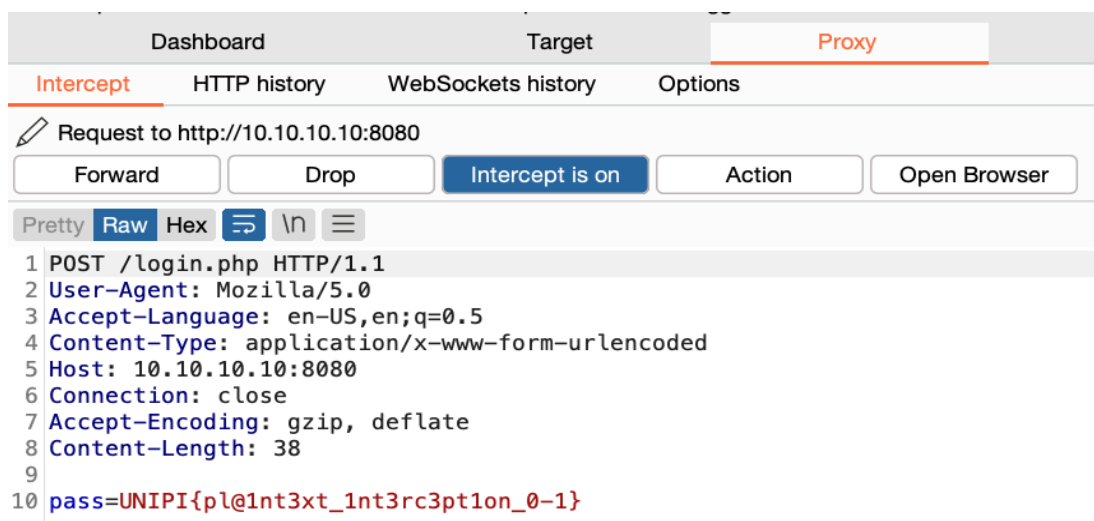 Dashboard Target Proxy
Intercept HTTP history WebSockets history Options
Request to http://10.10.10.10:8080
Forward Drop Intercept is on Action Open Browser
Pretty Raw Hex \n
1 POST /login.php HTTP/1.1
2 User-Agent: Mozilla/5.0
3 Accept-Language: en-US,en;q=0.5
4 Content-Type: application/x-www-form-urlencoded
5 Host: 10.10.10.10:8080
6 Connection: close
7 Accept-Encoding: gzip, deflate
8 Content-Length: 38
9
10 pass=UNIPI{pl@1nt3xt_1nt3rc3pt1on_0-1}